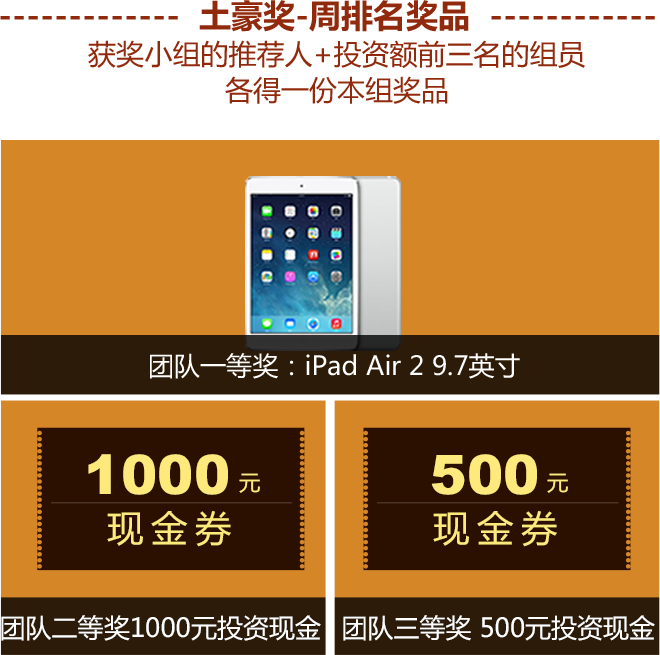 土豪奖-周排名奖品
获奖小组的推荐人+投资额前三名的组员
各得一份本组奖品
团队一等奖：iPad Air 2 9.7英寸
1000元
现金券
500元
现金券
团队二等奖1000元投资现金
团队三等奖 500元投资现金